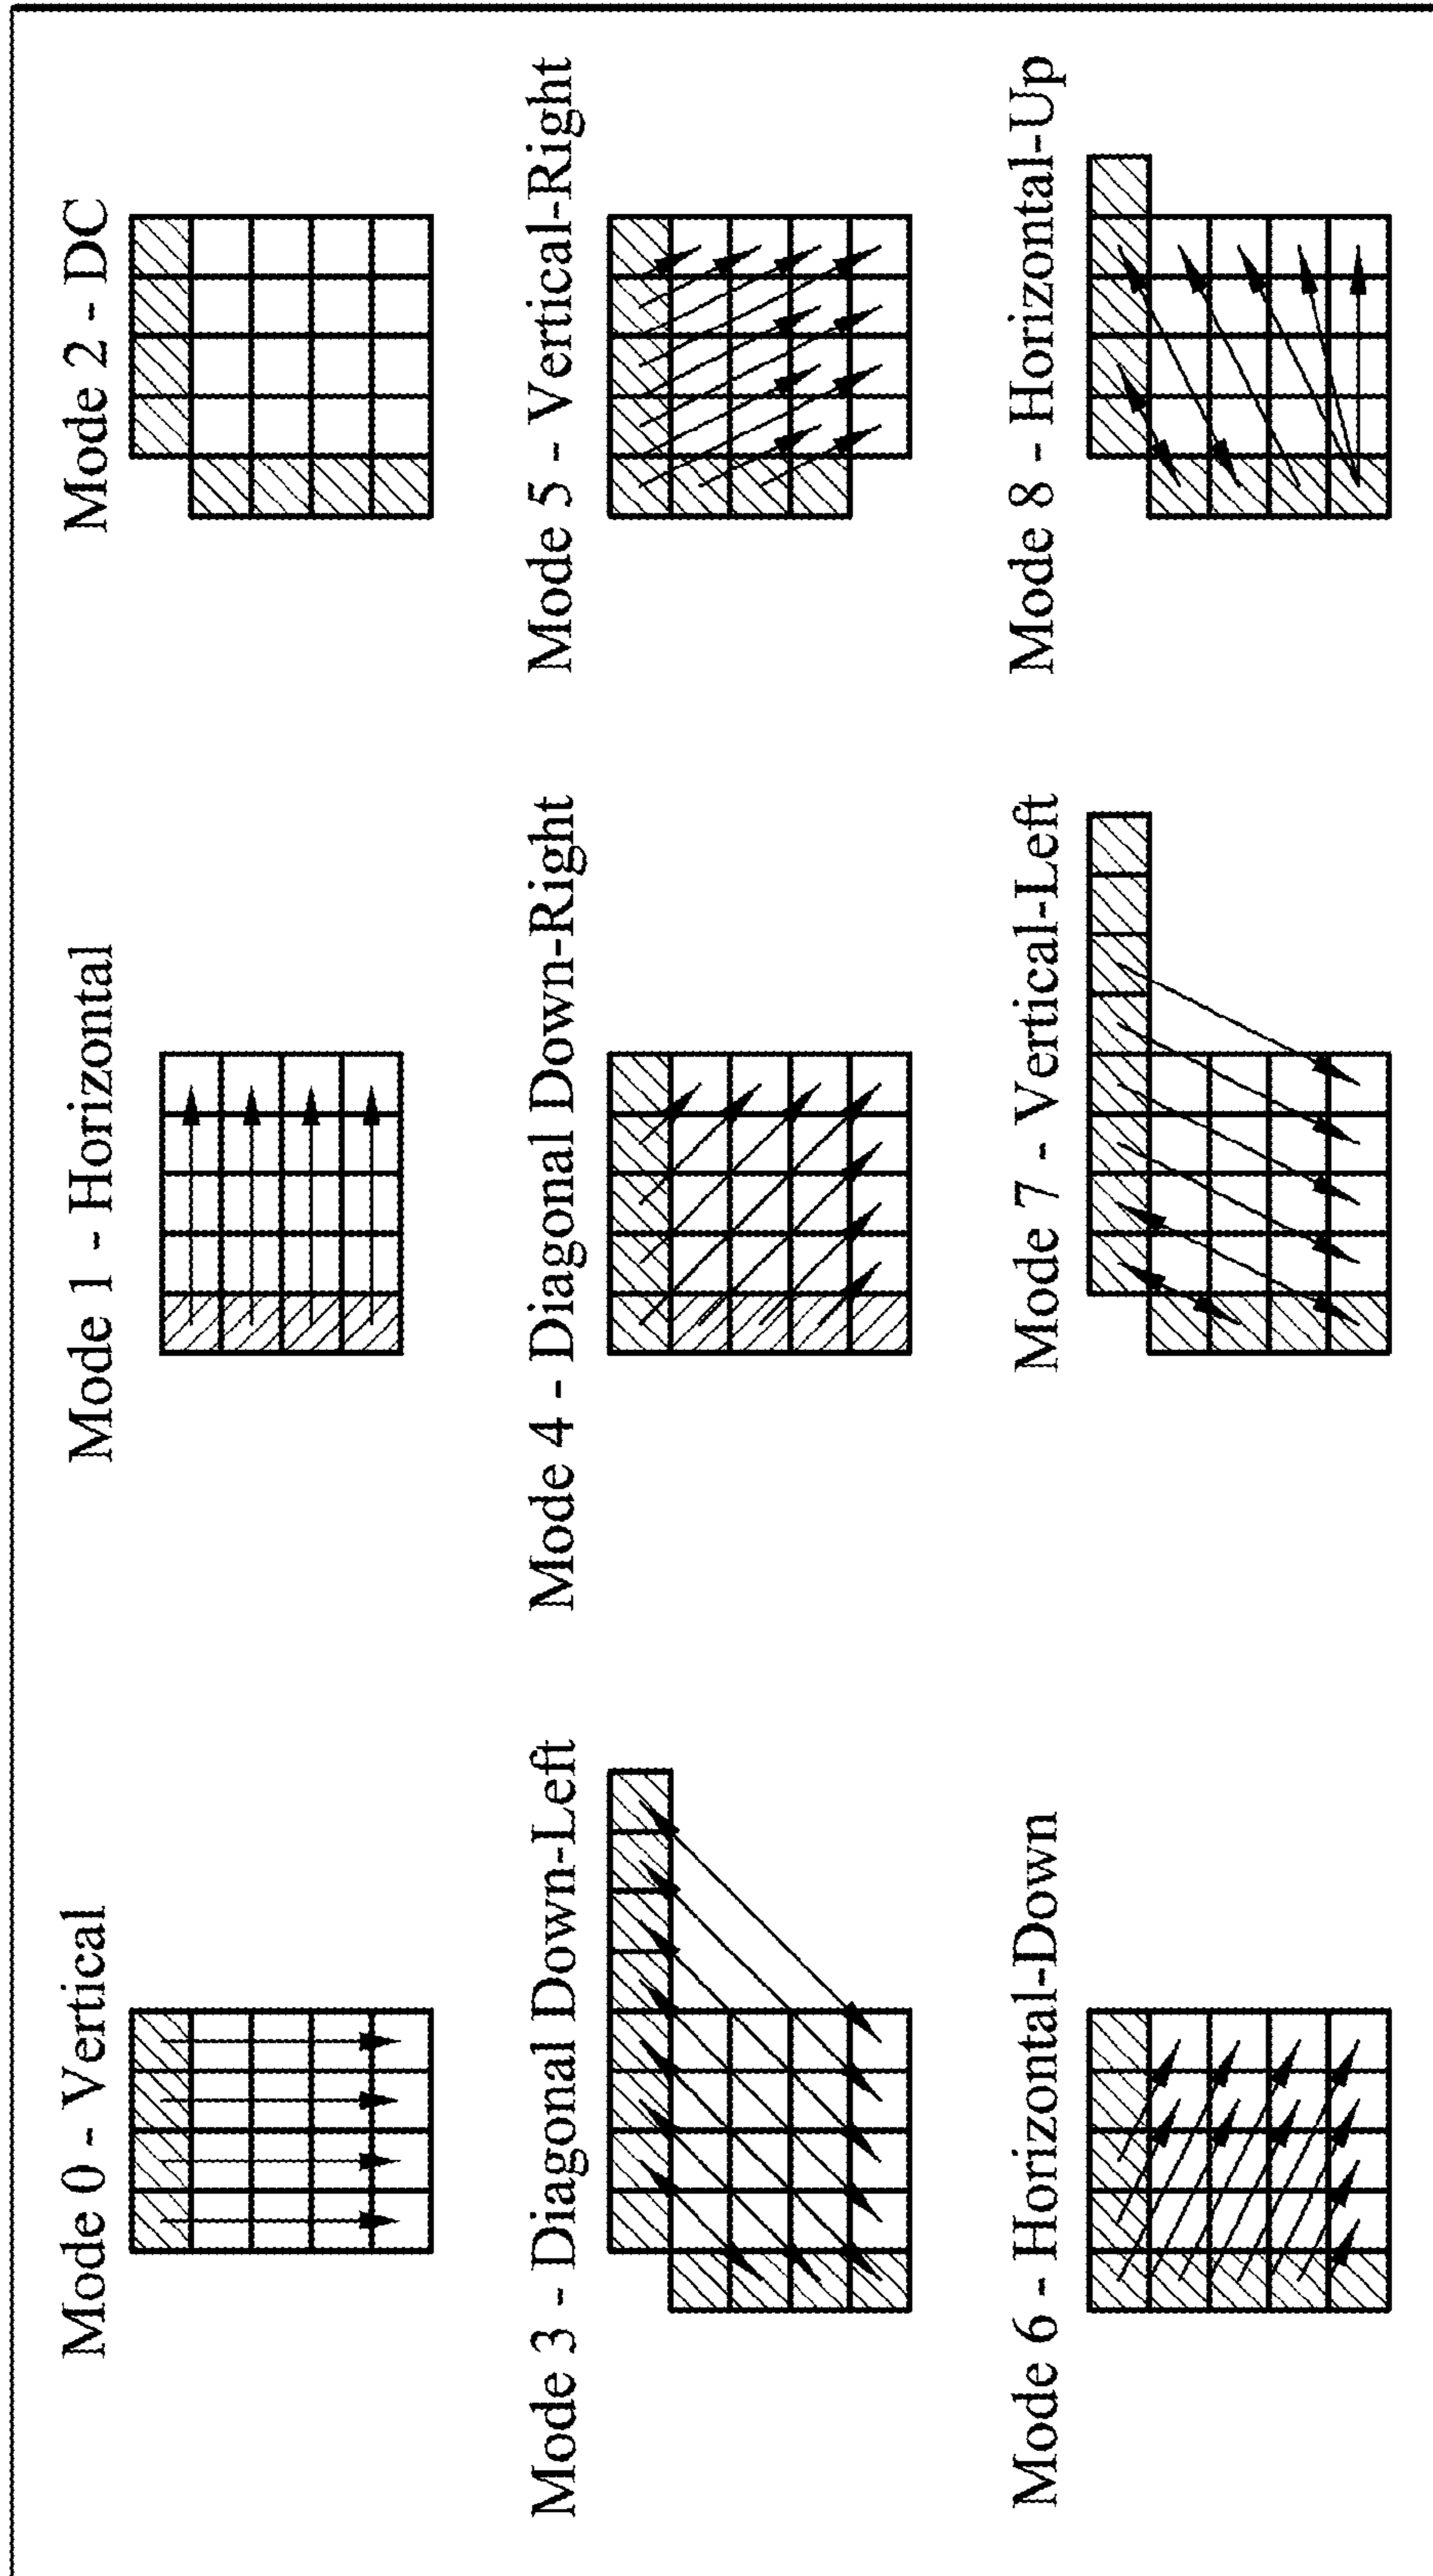 Mode 0 - Vertical
Mode 1 - Horizontal
Mode 2 - DC
Mode 3 - Diagonal Down-Left
Mode 4 - Diagonal Down-Right
Mode 5 - Vertical-Right
Mode 6 - Horizontal-Down
Mode 7 - Vertical-Left
Mode 8 - Horizontal-Up